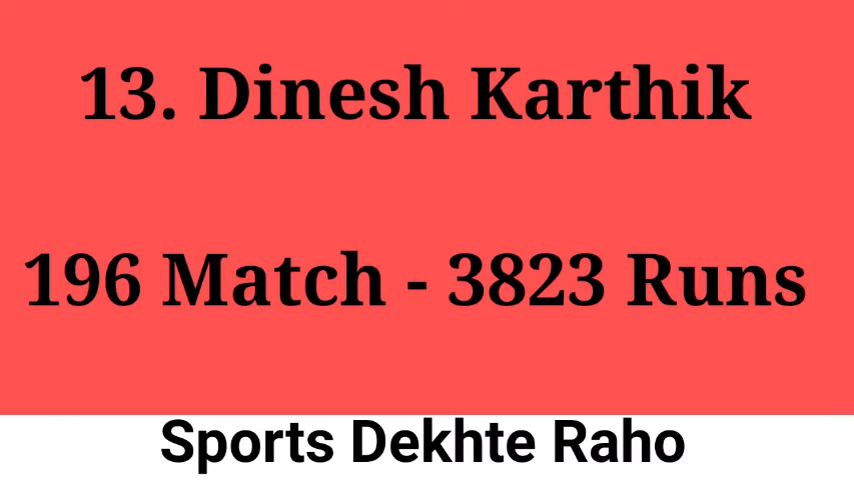 13. Dinesh Karthik
196 Match - 3823 Runs
Sports Dekhte Raho